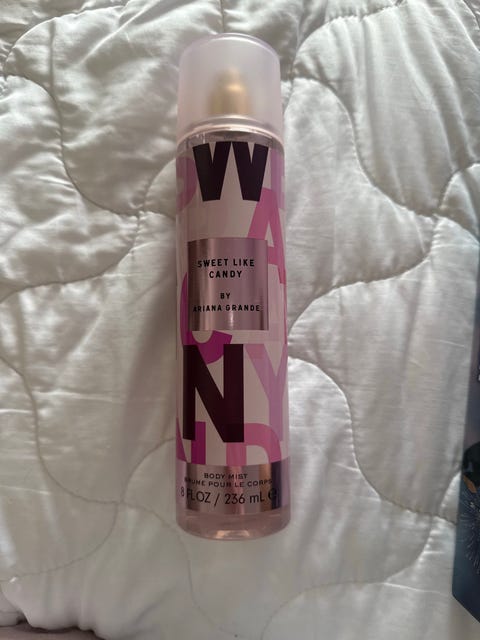 W
A
SWEET LIKE
CANDY
BY
ARIANA GRANDE
C
N
Y
N
D
BODY MIST
BRUME POUR LE CORPS
8 FL OZ / 236 mL e